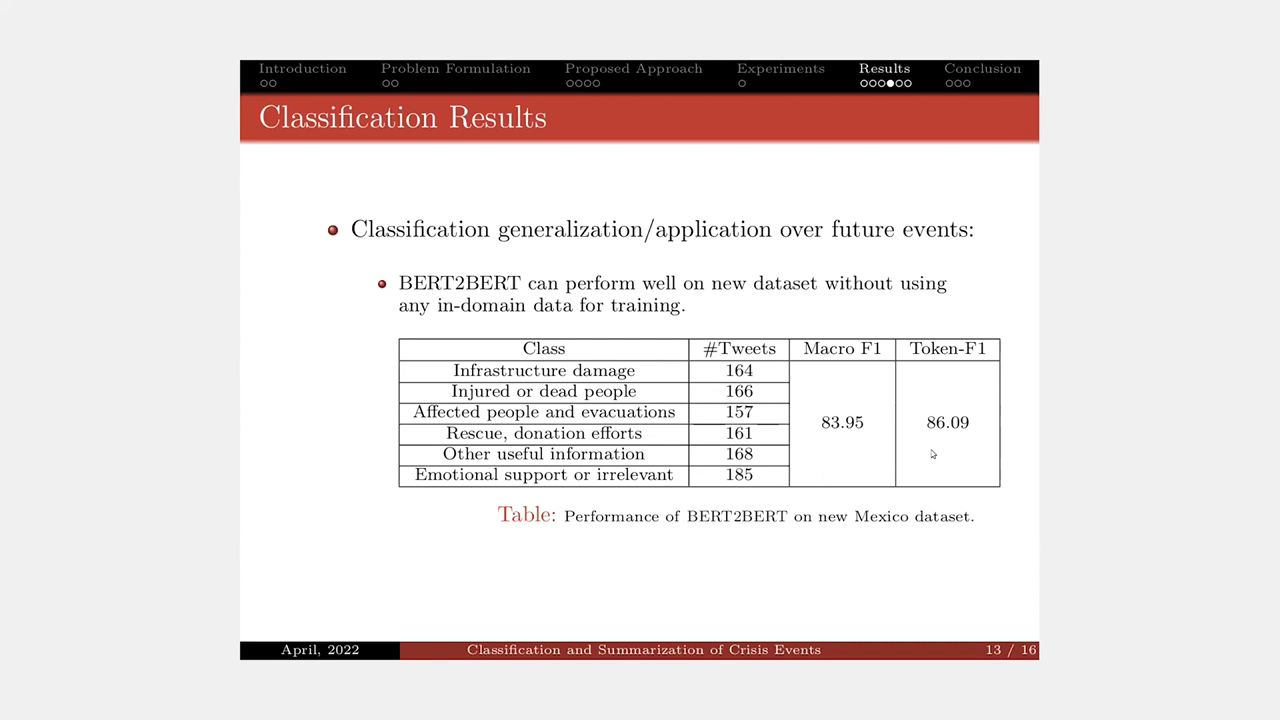 Introduction Problem Formulation Proposed Approach Experiments Results Conclusion
Classification Results
Classification generalization/application over future events:
BERT2BERT can perform well on new dataset without using
any in-domain data for training.
Class #Tweets Macro F1 Token-F1
Infrastructure damage 164
Injured or dead people 166
Affected people and evacuations 157
83.95 86.09
Rescue, donation efforts 161
Other useful information 168
Emotional support or irrelevant 185
Table: Performance of BERT2BERT on new Mexico dataset.
April, 2022 Classification and Summarization of Crisis Events 13 / 16